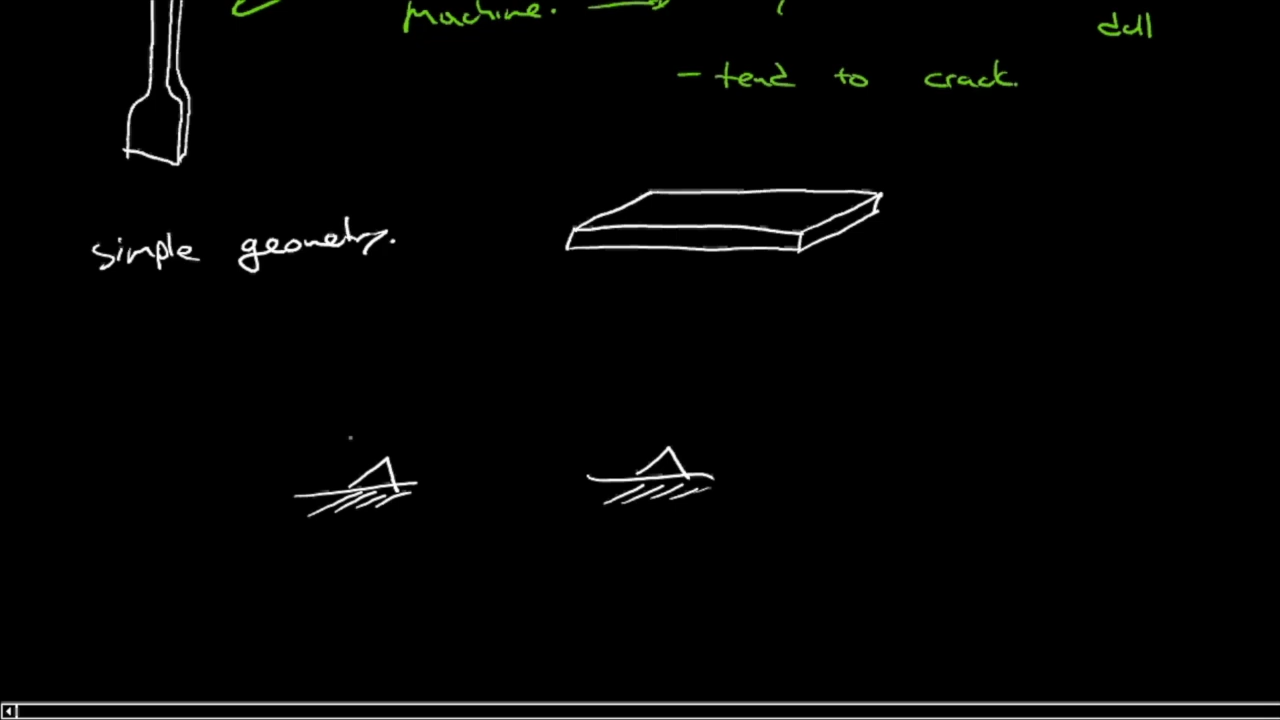 machine.
dull
- tend to crack.
simple geometry.